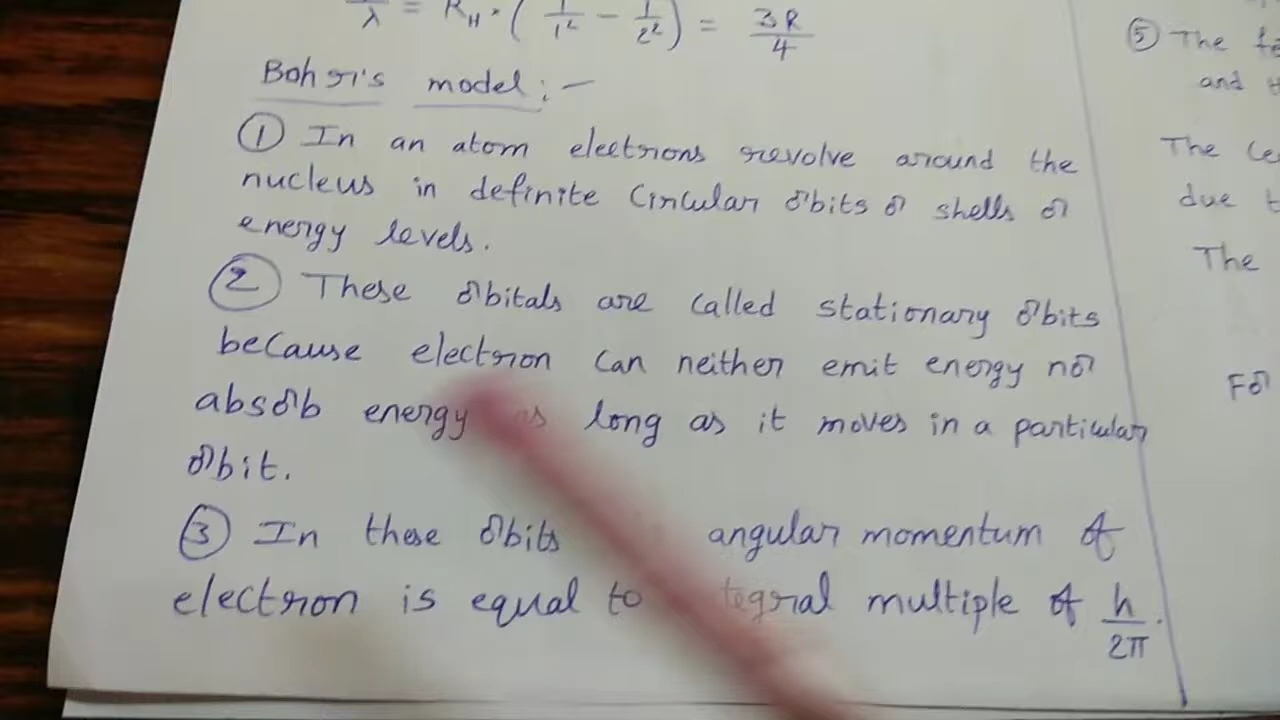 1/λ = R_H · (1/1² − 1/2²) = 3R/4
Bohr's model :-
① In an atom electrons revolve around the
nucleus in definite Circular orbits or shells or
energy levels.
② These orbitals are called stationary orbits
because electron can neither emit energy nor
absorb energy as long as it moves in a particular
orbit.
③ In these orbits angular momentum of
electron is equal to multiple of h/2π.
⑤ The
and
The
due
The
For